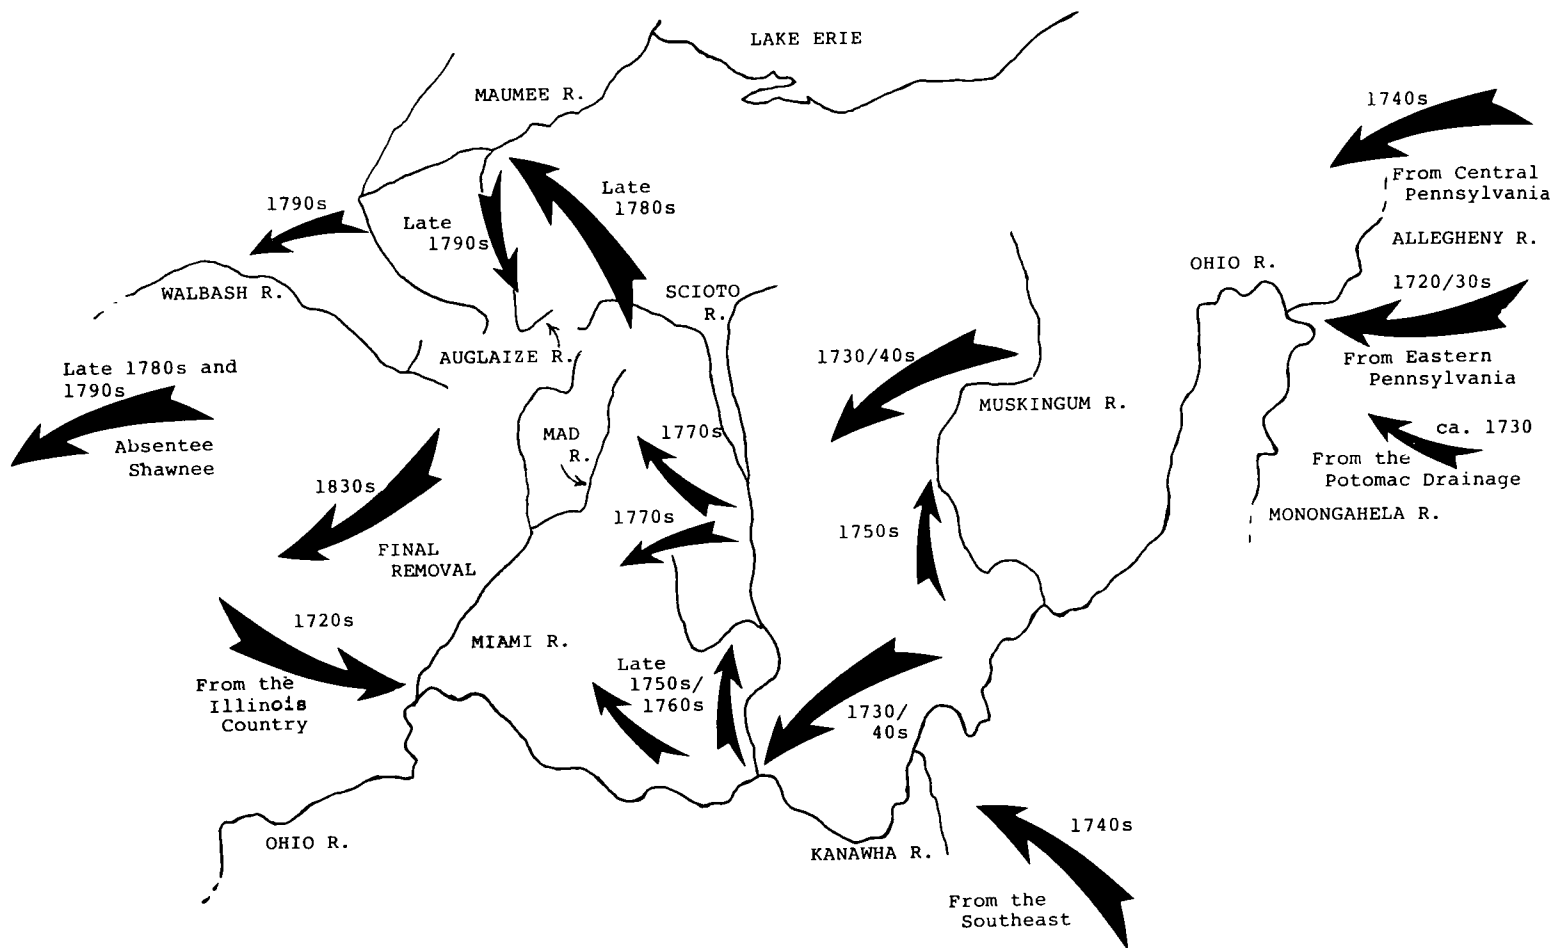 LAKE ERIE
MAUMEE R.
1740s
From Central
Pennsylvania
1790s
Late
1790s
Late
1780s
ALLEGHENY R.
OHIO R.
1720/30s
WALBASH R.
SCIOTO
R.
From Eastern
Pennsylvania
AUGLAIZE R.
1730/40s
Late 1780s and
1790s
Absentee
Shawnee
MUSKINGUM R.
MAD
R.
1770s
ca. 1730
From the
Potomac Drainage
1830s
1770s
1750s
MONONGAHELA R.
FINAL
REMOVAL
1720s
MIAMI R.
From the
Illinois
Country
Late
1750s/
1760s
1730/
40s
1740s
OHIO R.
KANAWHA R.
From the
Southeast